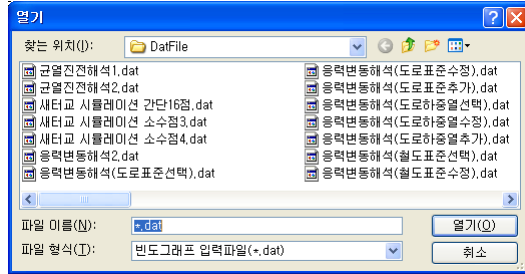 열기
찾는 위치(I):
DatFile
균열진전해석1.dat
균열진전해석2.dat
새터교 시뮬레이션 간단16점.dat
새터교 시뮬레이션 소수점3.dat
새터교 시뮬레이션 소수점4.dat
응력변동해석2.dat
응력변동해석(도로표준선택).dat
응력변동해석(도로표준수정).dat
응력변동해석(도로표준추가).dat
응력변동해석(도로하중열선택).dat
응력변동해석(도로하중열수정).dat
응력변동해석(도로하중열추가).dat
응력변동해석(철도표준선택).dat
응력변동해석(철도표준수정).dat
파일 이름(N):
*.dat
열기(O)
파일 형식(T):
빈도그래프 입력파일(*.dat)
취소